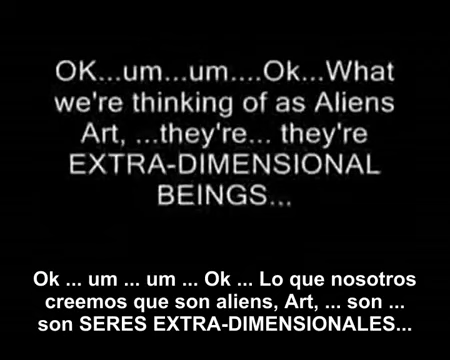 OK...um...um....Ok...What
we're thinking of as Aliens
Art, ...they're... they're
EXTRA-DIMENSIONAL
BEINGS...
Ok ... um ... um ... Ok ... Lo que nosotros
creemos que son aliens, Art, ... son ...
son SERES EXTRA-DIMENSIONALES...